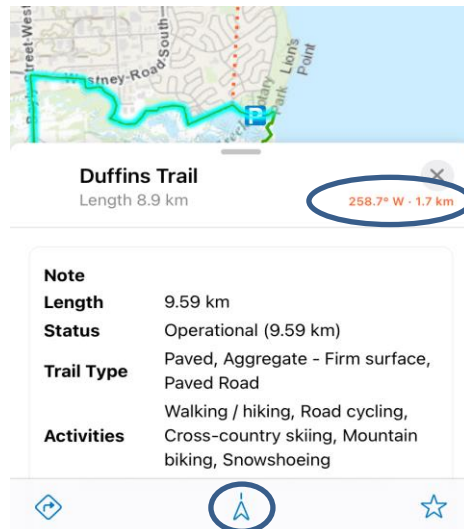 Westney-Road-South
Lion's
Point
Park
P
Duffins Trail
Length 8.9 km
258.7° W · 1.7 km
Note
Length 9.59 km
Status Operational (9.59 km)
Trail Type Paved, Aggregate - Firm surface,
Paved Road
Activities Walking / hiking, Road cycling,
Cross-country skiing, Mountain
biking, Snowshoeing